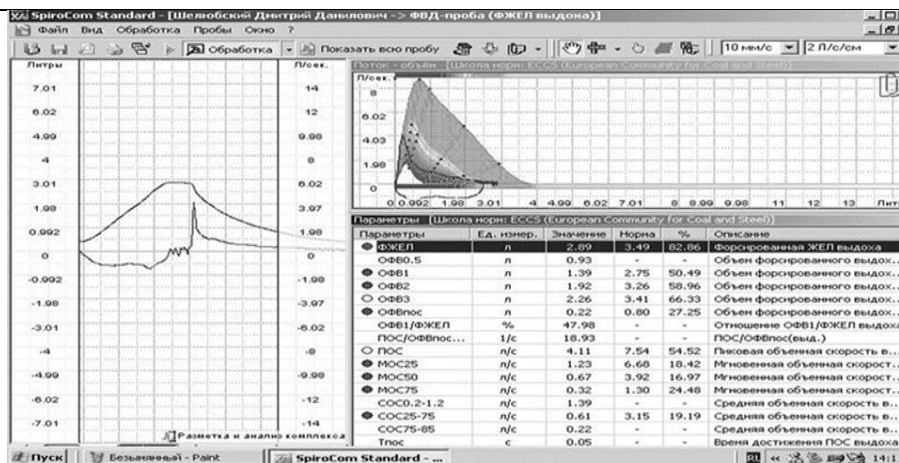 SpiroCom Standard - [Шелюбский Дмитрий Данилович -> ФВД-проба (ФЖЕЛ выдоха)]
Файл Вид Обработка Пробы Окно ?
Обработка Показать всю пробу 10 мм/с 2 Л/с/см
Литры Л/сек.
7.01 14
6.02 12
4.99 9.98
4 8
3.01 6.02
1.98 3.97
0.992 1.98
0 0
-0.992 -1.98
-1.98 -3.97
-3.01 -6.02
-4 -8
-4.99 -9.98
-6.02 -12
-7.01 -14
Разметка и анализ комплекса
Поток - объём [Школа норм: ECCS (European Community for Coal and Steel)]
Л/сек.
8
6.02
4.03
1.98
0
0 0.992 1.98 3.01 4 4.99 6.02 7.01 8 8.99 9.98 11 12 13 Лит
Параметры [Школа норм: ECCS (European Community for Coal and Steel)]
Параметры Ед. измер. Значение Норма % Описание
ФЖЕЛ л 2.89 3.49 82.86 Форсированная ЖЕЛ выдоха
ОФВ0.5 л 0.93 - - Объем форсированного выдох...
ОФВ1 л 1.39 2.75 50.49 Объем форсированного выдох...
ОФВ2 л 1.92 3.26 58.96 Объем форсированного выдох...
ОФВ3 л 2.26 3.41 66.33 Объем форсированного выдох...
ОФВпос л 0.22 0.80 27.25 Объем форсированного выдох...
ОФВ1/ФЖЕЛ % 47.98 - - Отношение ОФВ1/ФЖЕЛ выдоха
ПОС/ОФВпос... 1/с 18.93 - - ПОС/ОФВпос(выд.)
ПОС л/с 4.11 7.54 54.52 Пиковая объемная скорость в...
МОС25 л/с 1.23 6.68 18.42 Мгновенная объемная скорост...
МОС50 л/с 0.67 3.92 16.97 Мгновенная объемная скорост...
МОС75 л/с 0.32 1.30 24.48 Мгновенная объемная скорост...
СОС0.2-1.2 л/с 1.39 - - Средняя объемная скорость в...
СОС25-75 л/с 0.61 3.15 19.19 Средняя объемная скорость в...
СОС75-85 л/с 0.22 - - Средняя объемная скорость в...
Тпос с 0.05 - - Время достижения ПОС выдоха
Пуск Безымянный - Paint SpiroCom Standard - ... RL « 14:1